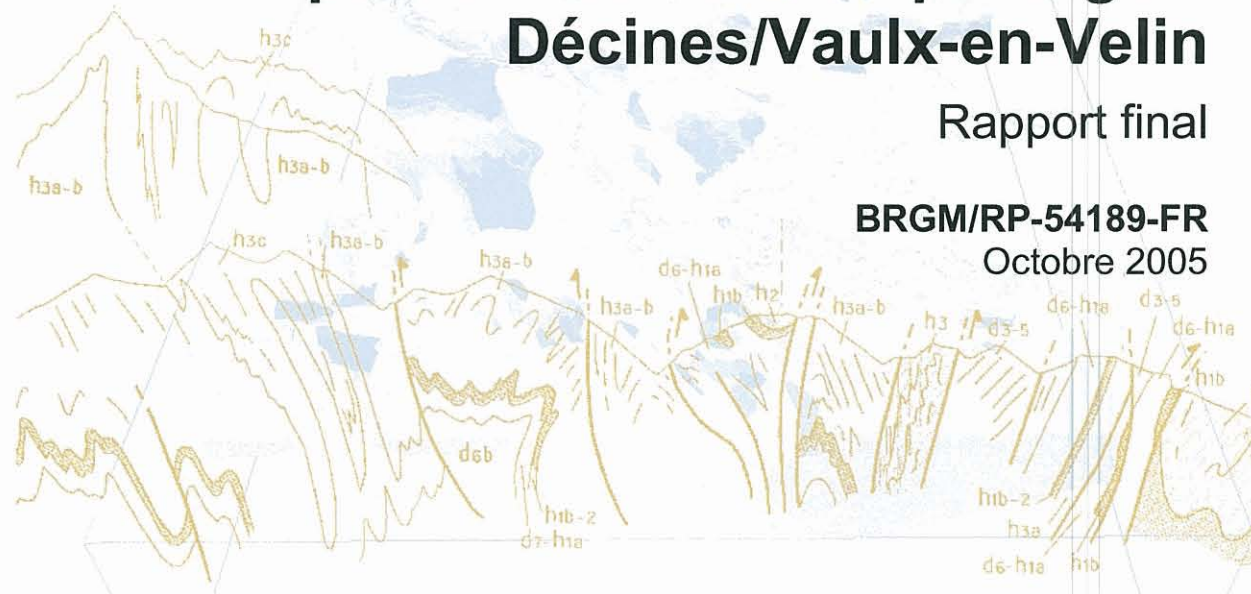 Décines/Vaulx-en-Velin
h3c
Rapport final
h3a-b
h3a-b
BRGM/RP-54189-FR
h3c
h3a-b
h3a-b
Octobre 2005
d6-h1a
h1b
h2
h3a-b
h3a-b
h3
d3-5
d6-h1a
d3-5
d6-h1a
h1b
d6b
h1b-2
h1b-2
d7-h1a
h3a
d6-h1a
h1b